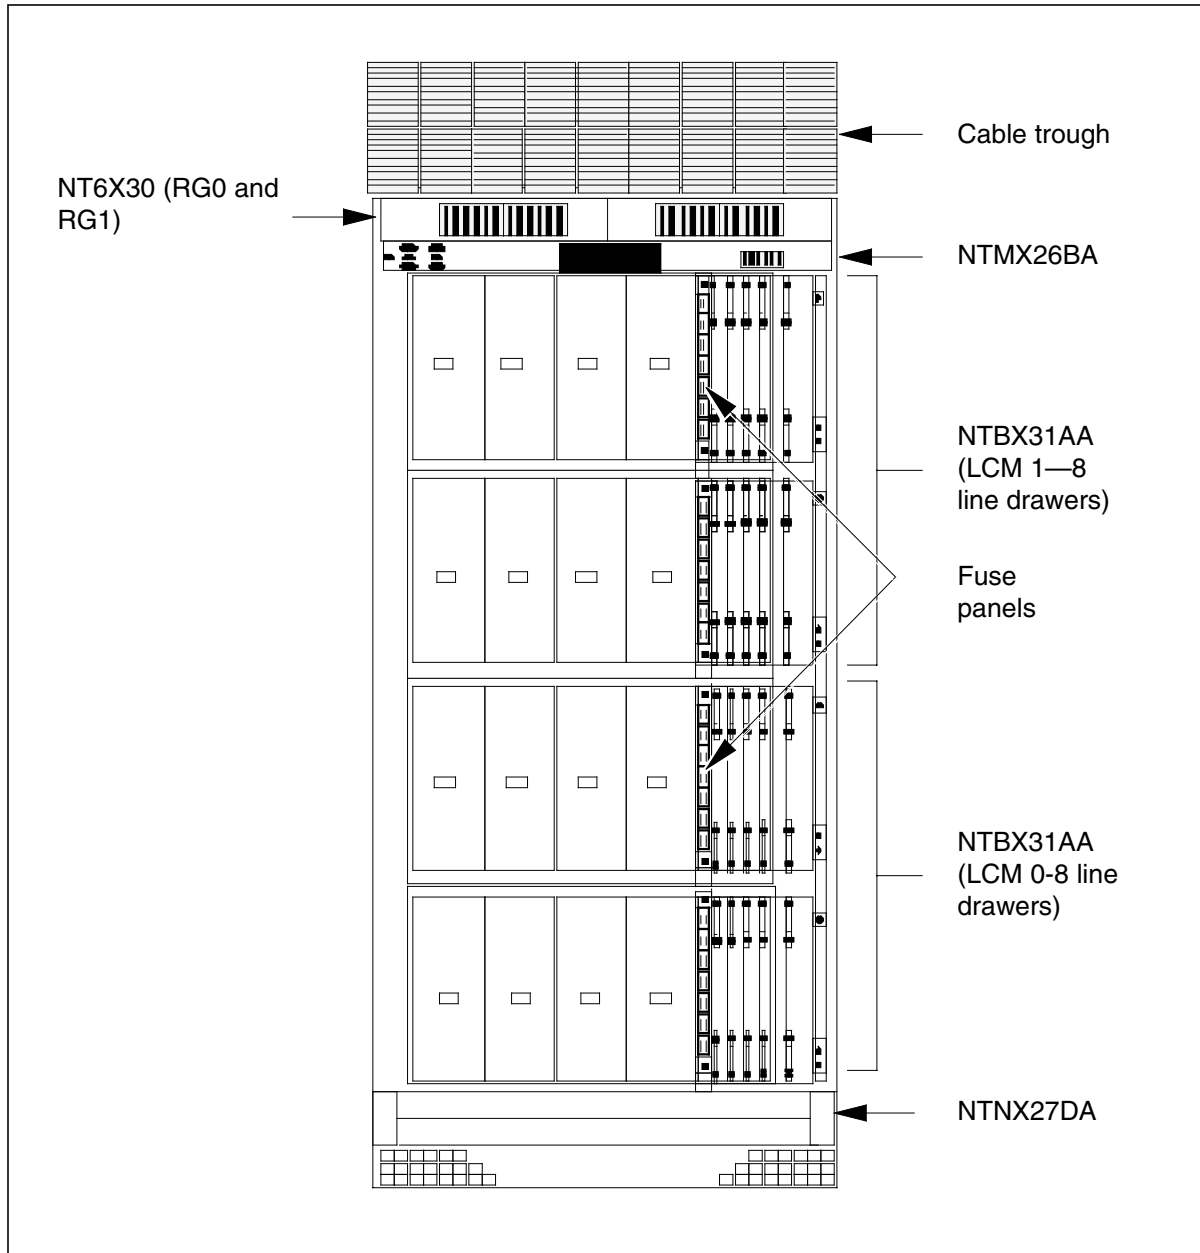 Cable trough
NT6X30 (RG0 and
RG1)
NTMX26BA
NTBX31AA
(LCM 1—8
line drawers)
Fuse
panels
NTBX31AA
(LCM 0-8 line
drawers)
NTNX27DA